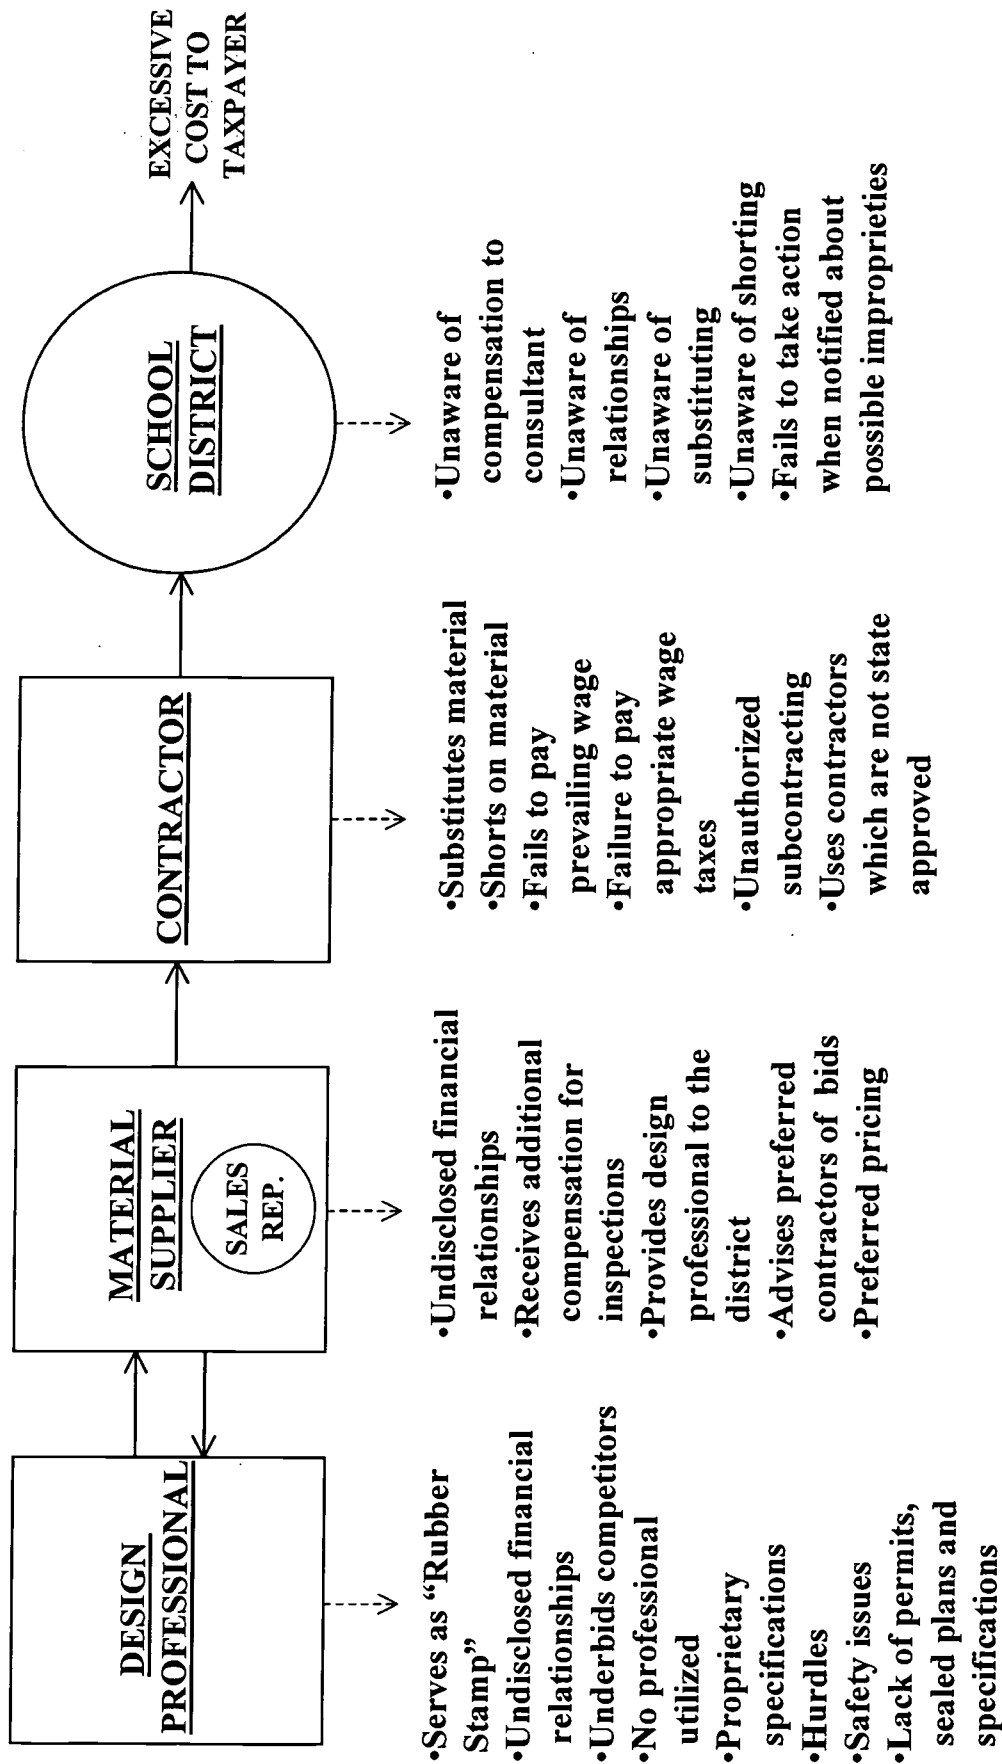 DESIGN
PROFESSIONAL
MATERIAL
SUPPLIER
SALES
REP.
CONTRACTOR
SCHOOL
DISTRICT
EXCESSIVE
COST TO
TAXPAYER
•Serves as “Rubber
Stamp”
•Undisclosed financial
relationships
•Underbids competitors
•No professional
utilized
•Proprietary
specifications
•Hurdles
•Safety issues
•Lack of permits,
sealed plans and
specifications
•Undisclosed financial
relationships
•Receives additional
compensation for
inspections
•Provides design
professional to the
district
•Advises preferred
contractors of bids
•Preferred pricing
•Substitutes material
•Shorts on material
•Fails to pay
prevailing wage
•Failure to pay
appropriate wage
taxes
•Unauthorized
subcontracting
•Uses contractors
which are not state
approved
•Unaware of
compensation to
consultant
•Unaware of
relationships
•Unaware of
substituting
•Unaware of shorting
•Fails to take action
when notified about
possible improprieties